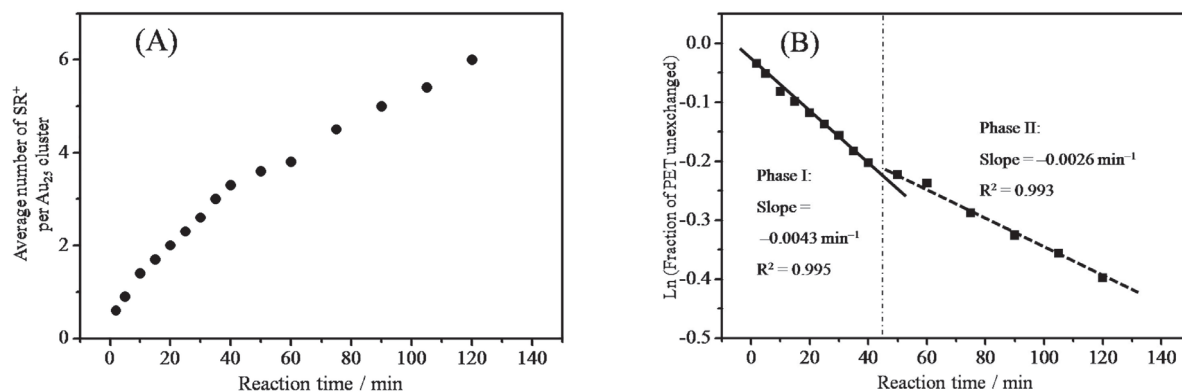 (A)
Average number of SR⁺
per Au₂₅ cluster
6
4
2
0
0 20 40 60 80 100 120 140
Reaction time / min
(B)
Ln (Fraction of PET unexchanged)
0.0
-0.1
-0.2
-0.3
-0.4
-0.5
Phase I:
Slope =
−0.0043 min⁻¹
R² = 0.995
Phase II:
Slope = −0.0026 min⁻¹
R² = 0.993
0 20 40 60 80 100 120 140
Reaction time / min